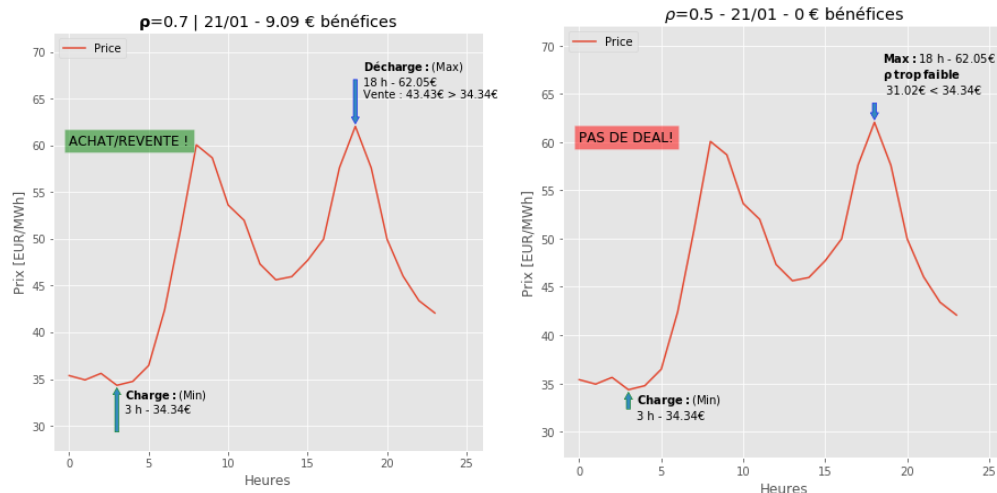 ρ=0.7 | 21/01 - 9.09 € bénéfices
Price
Décharge : (Max)
18 h - 62.05€
Vente : 43.43€ > 34.34€
ACHAT/REVENTE !
Charge : (Min)
3 h - 34.34€
Prix [EUR/MWh]
70
65
60
55
50
45
40
35
30
0
5
10
15
20
25
Heures
ρ=0.5 - 21/01 - 0 € bénéfices
Price
Max : 18 h - 62.05€
ρ trop faible
31.02€ < 34.34€
PAS DE DEAL!
Charge : (Min)
3 h - 34.34€
Prix [EUR/MWh]
70
65
60
55
50
45
40
35
30
0
5
10
15
20
25
Heures